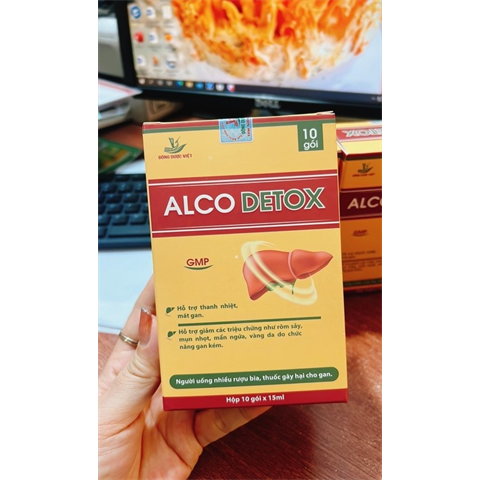 10
gói
ĐÔNG DƯỢC VIỆT
ALCO DETOX
GMP
Hỗ trợ thanh nhiệt,
mát gan.
Hỗ trợ giảm các triệu chứng như rôm sảy,
mụn nhọt, mẩn ngứa, vàng da do chức
năng gan kém.
Người uống nhiều rượu bia, thuốc gây hại cho gan.
Hộp 10 gói x 15ml
DELL
ALCO
GMP